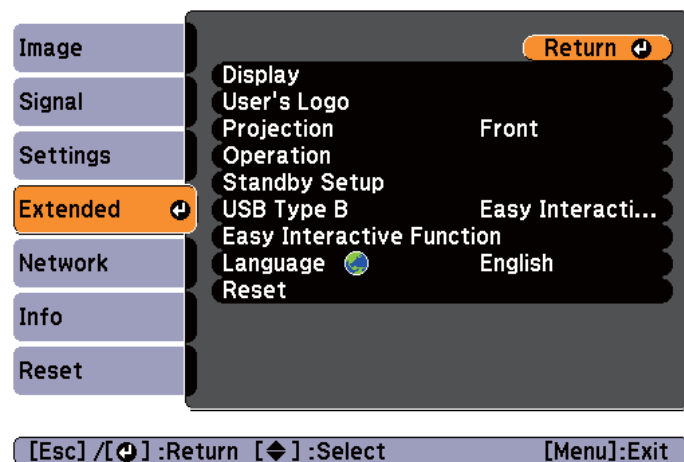 Image
Signal
Settings
Extended
Network
Info
Reset
Return
Display
User's Logo
Projection Front
Operation
Standby Setup
USB Type B Easy Interacti...
Easy Interactive Function
Language English
Reset
[Esc] /[ ] :Return [ ] :Select [Menu]:Exit